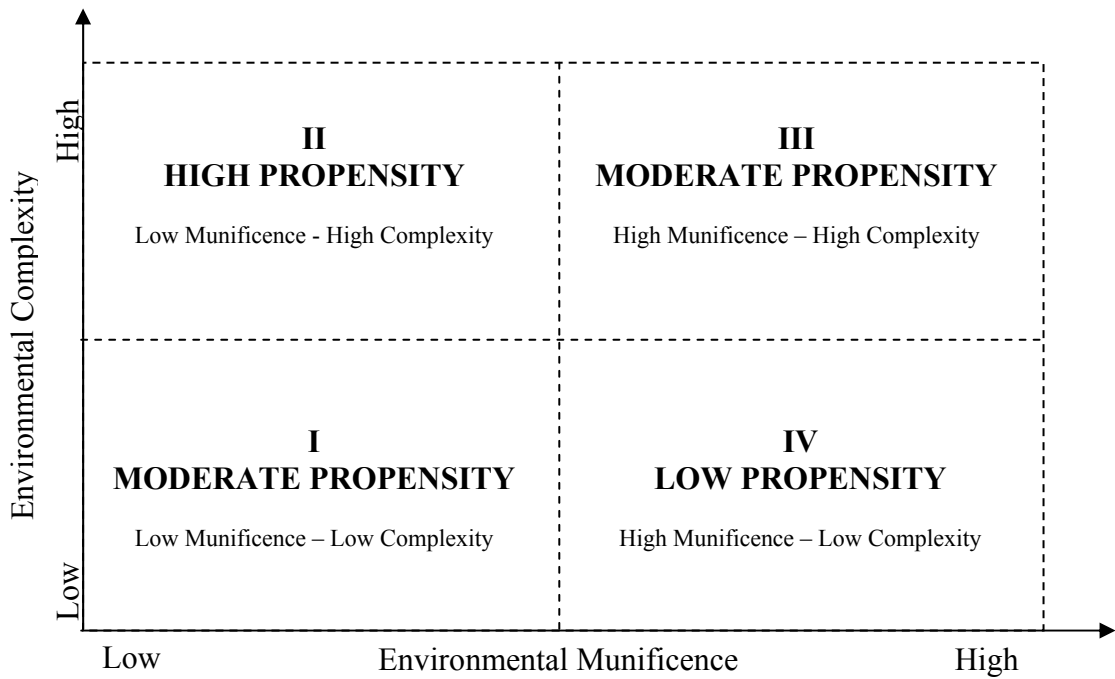 Environmental Complexity
High
Low
II
HIGH PROPENSITY
Low Munificence - High Complexity
III
MODERATE PROPENSITY
High Munificence – High Complexity
I
MODERATE PROPENSITY
Low Munificence – Low Complexity
IV
LOW PROPENSITY
High Munificence – Low Complexity
Low
Environmental Munificence
High